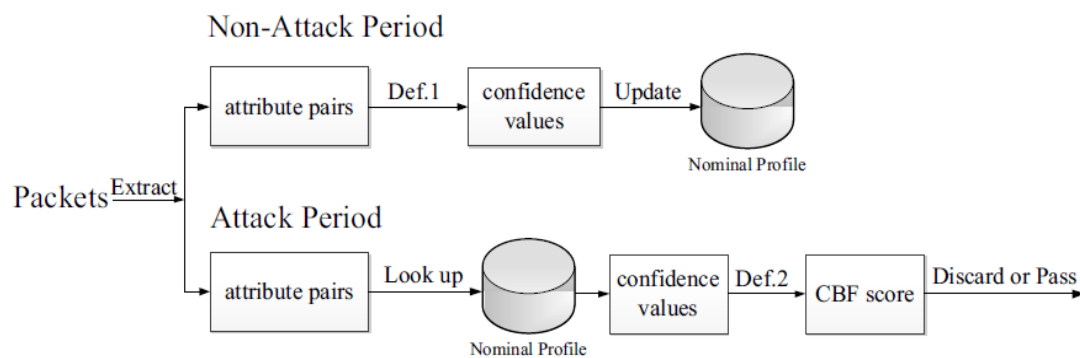 Non-Attack Period
attribute pairs
Def.1
confidence
values
Update
Nominal Profile
Packets
Extract
Attack Period
attribute pairs
Look up
Nominal Profile
confidence
values
Def.2
CBF score
Discard or Pass